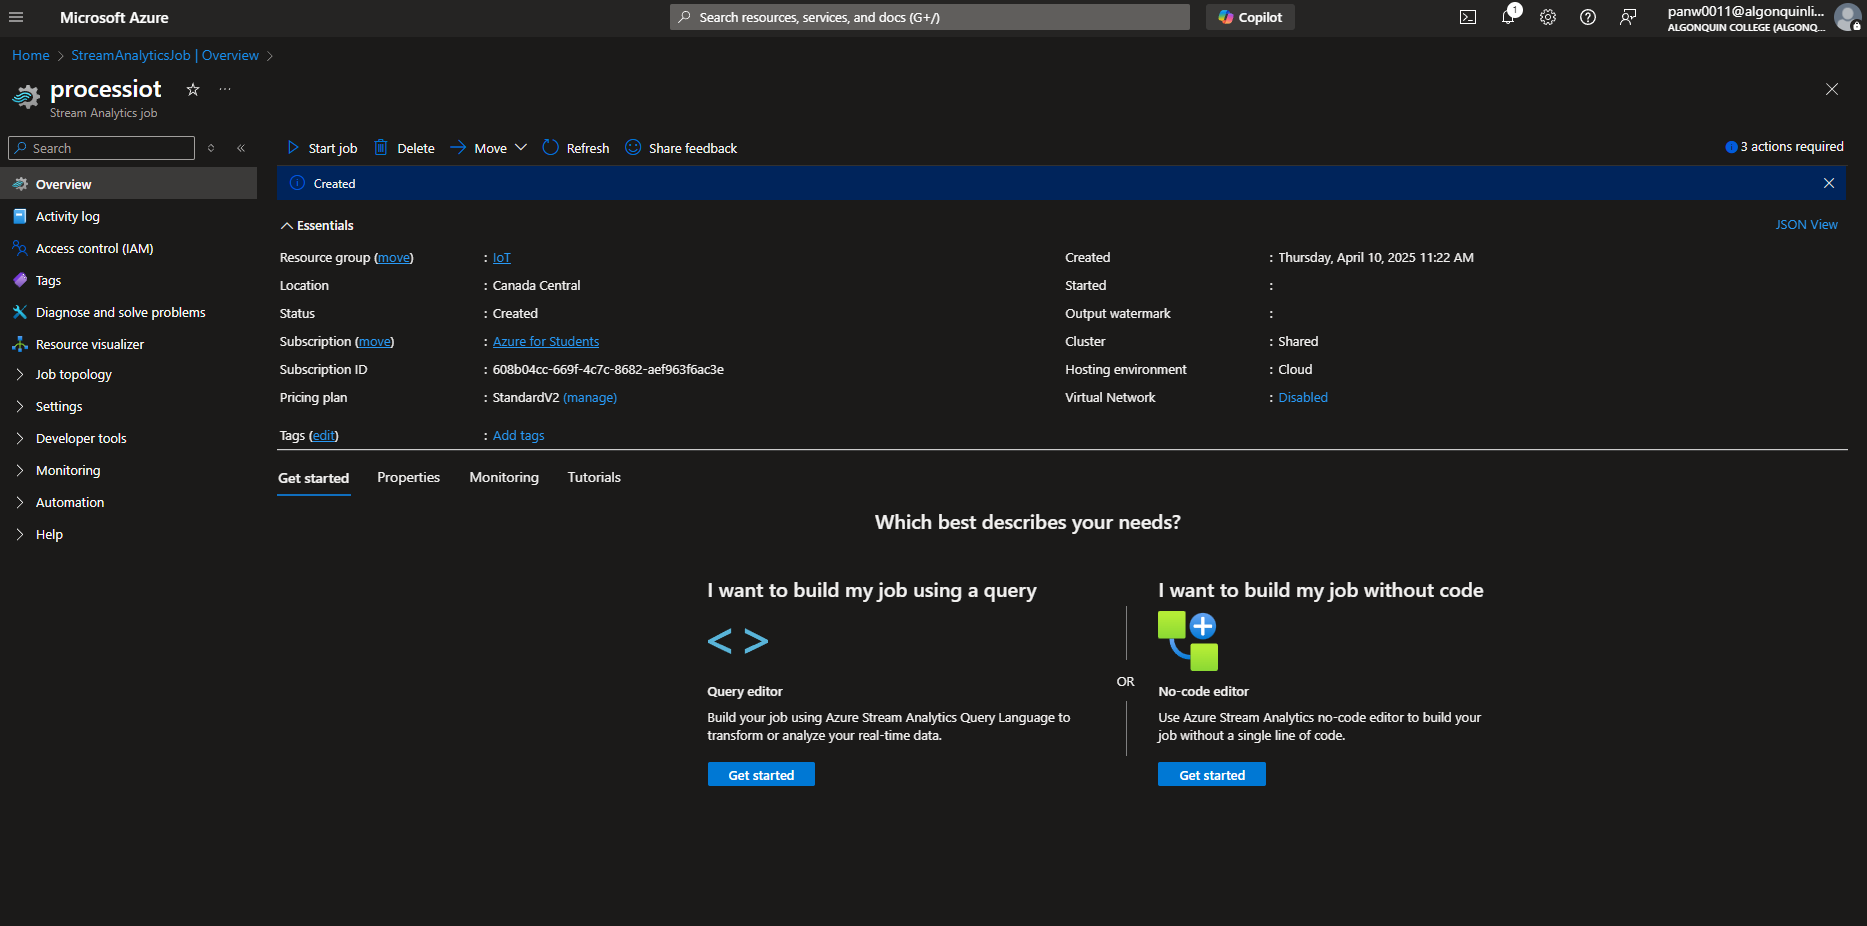 Microsoft Azure
Search resources, services, and docs (G+/)
Copilot
1
panw0011@algonquinli...
ALGONQUIN COLLEGE (ALGONQ...
Home > StreamAnalyticsJob | Overview >
processiot
Stream Analytics job
Search
Start job
Delete
Move
Refresh
Share feedback
3 actions required
Created
Overview
Activity log
Access control (IAM)
Tags
Diagnose and solve problems
Resource visualizer
Job topology
Settings
Developer tools
Monitoring
Automation
Help
Essentials
JSON View
Resource group (move) : IoT
Location : Canada Central
Status : Created
Subscription (move) : Azure for Students
Subscription ID : 608b04cc-669f-4c7c-8682-aef963f6ac3e
Pricing plan : StandardV2 (manage)
Tags (edit) : Add tags
Created : Thursday, April 10, 2025 11:22 AM
Started :
Output watermark :
Cluster : Shared
Hosting environment : Cloud
Virtual Network : Disabled
Get started
Properties
Monitoring
Tutorials
Which best describes your needs?
I want to build my job using a query
< >
Query editor
Build your job using Azure Stream Analytics Query Language to
transform or analyze your real-time data.
Get started
OR
I want to build my job without code
No-code editor
Use Azure Stream Analytics no-code editor to build your
job without a single line of code.
Get started